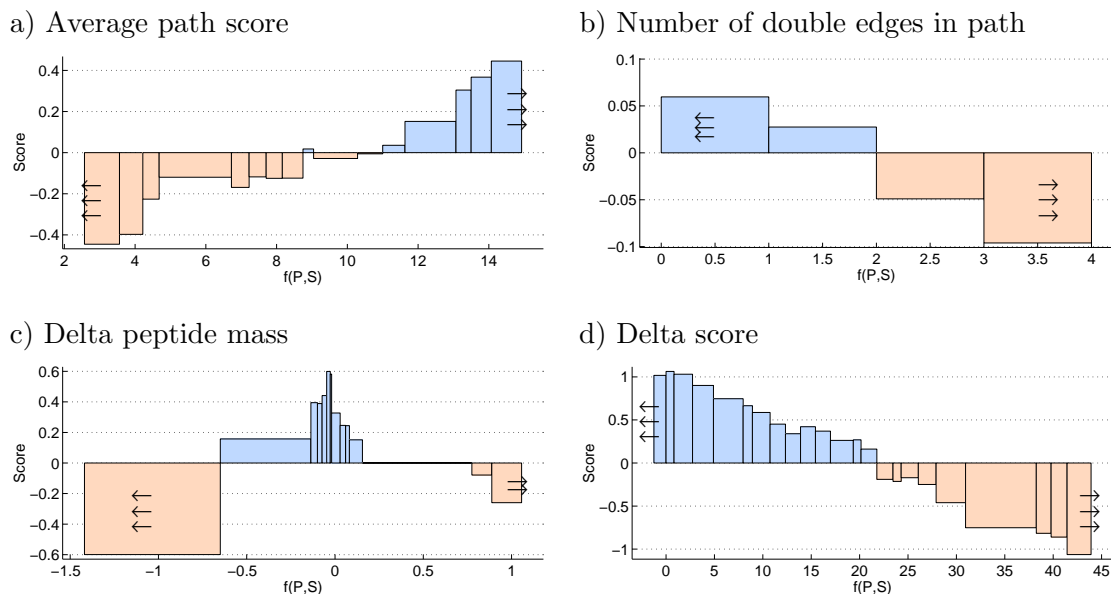 a) Average path score
0.4
0.2
0
−0.2
−0.4
Score
2 4 6 8 10 12 14
f(P,S)
b) Number of double edges in path
0.1
0.05
0
−0.05
−0.1
Score
0 0.5 1 1.5 2 2.5 3 3.5 4
f(P,S)
c) Delta peptide mass
0.6
0.4
0.2
0
−0.2
−0.4
−0.6
Score
−1.5 −1 −0.5 0 0.5 1
f(P,S)
d) Delta score
1
0.5
0
−0.5
−1
Score
0 5 10 15 20 25 30 35 40 45
f(P,S)